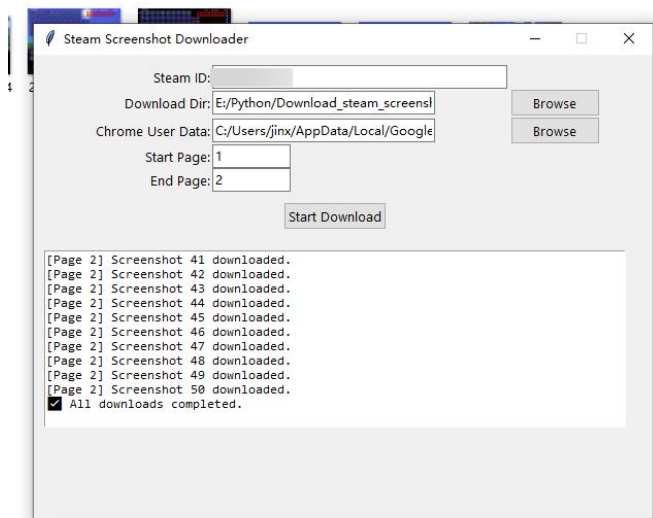 Steam Screenshot Downloader
4
2
Steam ID:
Download Dir: E:/Python/Download_steam_screensl Browse
Chrome User Data: C:/Users/jinx/AppData/Local/Google Browse
Start Page: 1
End Page: 2
Start Download
[Page 2] Screenshot 41 downloaded.
[Page 2] Screenshot 42 downloaded.
[Page 2] Screenshot 43 downloaded.
[Page 2] Screenshot 44 downloaded.
[Page 2] Screenshot 45 downloaded.
[Page 2] Screenshot 46 downloaded.
[Page 2] Screenshot 47 downloaded.
[Page 2] Screenshot 48 downloaded.
[Page 2] Screenshot 49 downloaded.
[Page 2] Screenshot 50 downloaded.
All downloads completed.